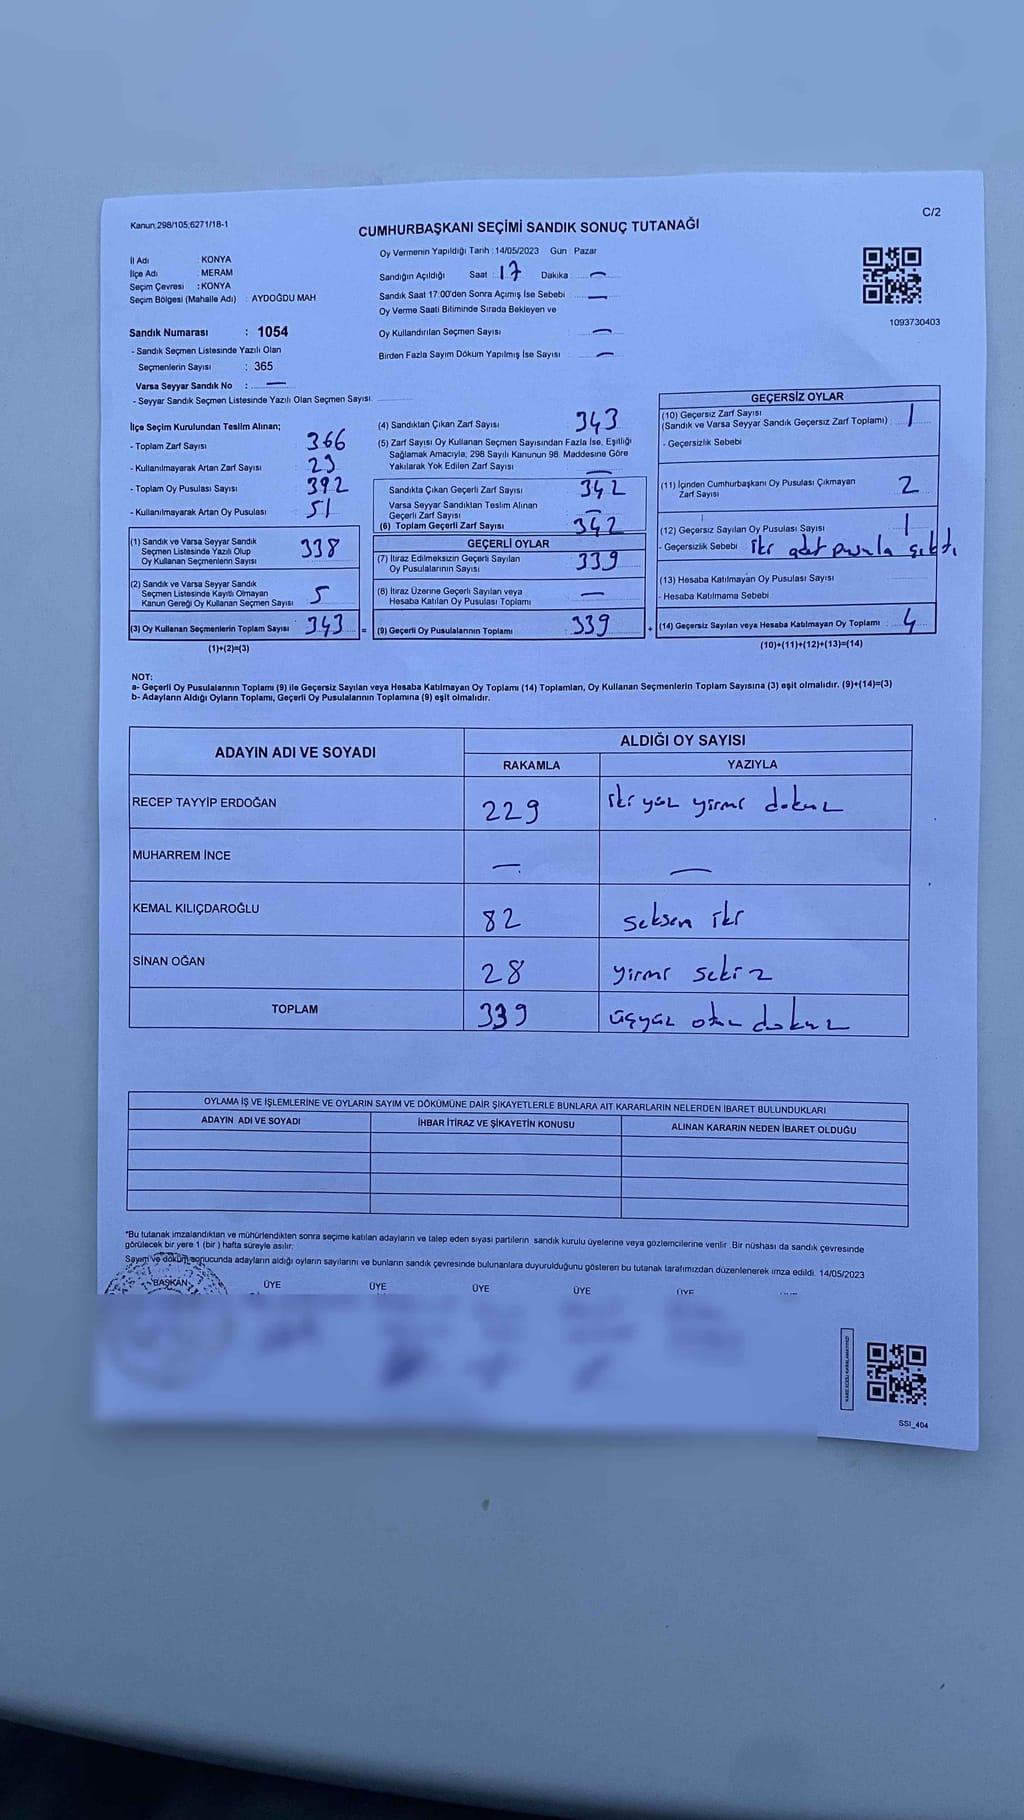 C/2
Kanun:298/105;6271/18-1
CUMHURBAŞKANI SEÇİMİ SANDIK SONUÇ TUTANAĞI
İl Adı : KONYA
İlçe Adı : MERAM
Seçim Çevresi : KONYA
Seçim Bölgesi (Mahalle Adı) : AYDOĞDU MAH
Sandık Numarası : 1054
- Sandık Seçmen Listesinde Yazılı Olan
Seçmenlerin Sayısı : 365
Varsa Seyyar Sandık No : —
- Seyyar Sandık Seçmen Listesinde Yazılı Olan Seçmen Sayısı:
Oy Vermenin Yapıldığı Tarih : 14/05/2023 Gün : Pazar
Sandığın Açıldığı Saat : 17 Dakika : —
Sandık Saat 17:00'den Sonra Açımış İse Sebebi : —
Oy Verme Saati Bitiminde Sırada Bekleyen ve
Oy Kullandırılan Seçmen Sayısı : —
Birden Fazla Sayım Döküm Yapılmış İse Sayısı : —
1093730403
İlçe Seçim Kurulundan Teslim Alınan;
- Toplam Zarf Sayısı : 366
- Kullanılmayarak Artan Zarf Sayısı : 23
- Toplam Oy Pusulası Sayısı : 392
- Kullanılmayarak Artan Oy Pusulası : 51
(1) Sandık ve Varsa Seyyar Sandık
Seçmen Listesinde Yazılı Olup
Oy Kullanan Seçmenlerin Sayısı : 338
(2) Sandık ve Varsa Seyyar Sandık
Seçmen Listesinde Kayıtlı Olmayan
Kanun Gereği Oy Kullanan Seçmen Sayısı : 5
(3) Oy Kullanan Seçmenlerin Toplam Sayısı : 343 =
(1)+(2)=(3)
(4) Sandıktan Çıkan Zarf Sayısı : 343
(5) Zarf Sayısı Oy Kullanan Seçmen Sayısından Fazla İse, Eşitliği
Sağlamak Amacıyla; 298 Sayılı Kanunun 98. Maddesine Göre
Yakılarak Yok Edilen Zarf Sayısı : —
Sandıkta Çıkan Geçerli Zarf Sayısı : 342
Varsa Seyyar Sandıktan Teslim Alınan
Geçerli Zarf Sayısı : —
(6) Toplam Geçerli Zarf Sayısı : 342
GEÇERLİ OYLAR
(7) İtiraz Edilmeksizin Geçerli Sayılan
Oy Pusulalarının Sayısı : 339
(8) İtiraz Üzerine Geçerli Sayılan veya
Hesaba Katılan Oy Pusulası Toplamı : —
(9) Geçerli Oy Pusulalarının Toplamı : 339 +
GEÇERSİZ OYLAR
(10) Geçersiz Zarf Sayısı
(Sandık ve Varsa Seyyar Sandık Geçersiz Zarf Toplamı) : 1
- Geçersizlik Sebebi :
(11) İçinden Cumhurbaşkanı Oy Pusulası Çıkmayan
Zarf Sayısı : 2
(12) Geçersiz Sayılan Oy Pusulası Sayısı : 1
- Geçersizlik Sebebi : iki adet pusula çıktı
(13) Hesaba Katılmayan Oy Pusulası Sayısı :
- Hesaba Katılmama Sebebi :
(14) Geçersiz Sayılan veya Hesaba Katılmayan Oy Toplamı : 4
(10)+(11)+(12)+(13)=(14)
NOT:
a- Geçerli Oy Pusulalarının Toplamı (9) ile Geçersiz Sayılan veya Hesaba Katılmayan Oy Toplamı (14) Toplamları, Oy Kullanan Seçmenlerin Toplam Sayısına (3) eşit olmalıdır. (9)+(14)=(3)
b- Adayların Aldığı Oyların Toplamı, Geçerli Oy Pusulalarının Toplamına (9) eşit olmalıdır.
ADAYIN ADI VE SOYADI
ALDIĞI OY SAYISI
RAKAMLA YAZIYLA
RECEP TAYYİP ERDOĞAN 229 iki yüz yirmi dokuz
MUHARREM İNCE — —
KEMAL KILIÇDAROĞLU 82 seksen iki
SİNAN OĞAN 28 yirmi sekiz
TOPLAM 339 üçyüz otuz dokuz
OYLAMA İŞ VE İŞLEMLERİNE VE OYLARIN SAYIM VE DÖKÜMÜNE DAİR ŞİKAYETLERLE BUNLARA AİT KARARLARIN NELERDEN İBARET BULUNDUKLARI
ADAYIN ADI VE SOYADI İHBAR İTİRAZ VE ŞİKAYETİN KONUSU ALINAN KARARIN NEDEN İBARET OLDUĞU
*Bu tutanak imzalandıktan ve mühürlendikten sonra seçime katılan adayların ve talep eden siyasi partilerin sandık kurulu üyelerine veya gözlemcilerine verilir. Bir nüshası da sandık çevresinde
görülecek bir yere 1 (bir) hafta süreyle asılır.
Sayım ve döküm sonucunda adayların aldığı oyların sayılarını ve bunların sandık çevresinde bulunanlara duyurulduğunu gösteren bu tutanak tarafımızdan düzenlenerek imza edildi. 14/05/2023
BAŞKAN ÜYE ÜYE ÜYE ÜYE ÜYE
SSI_404